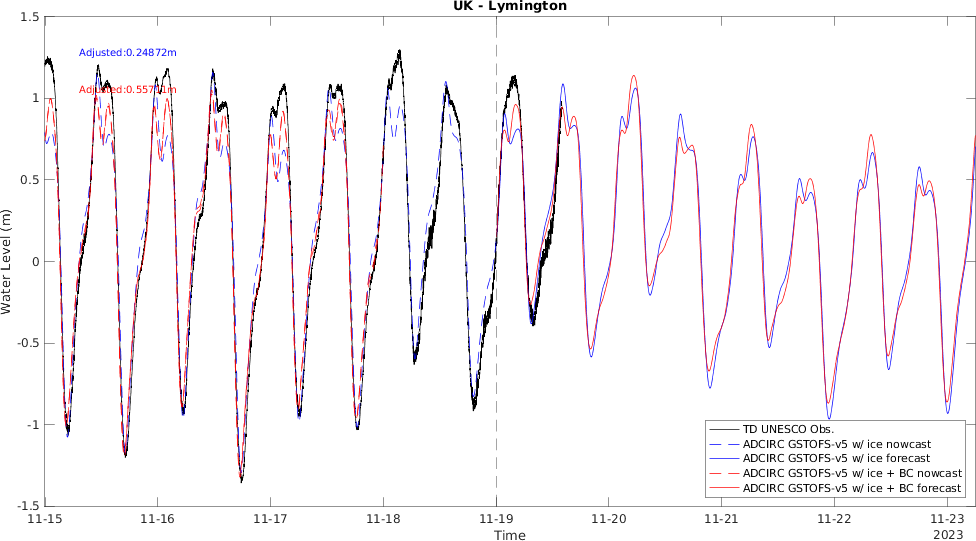 UK - Lymington
1.5
1
0.5
0
-0.5
-1
-1.5
Water Level (m)
Adjusted:0.24872m
11-15
11-16
11-17
11-18
11-19
11-20
11-21
11-22
11-23
2023
Time
TD UNESCO Obs.
ADCIRC GSTOFS-v5 w/ ice nowcast
ADCIRC GSTOFS-v5 w/ ice forecast
ADCIRC GSTOFS-v5 w/ ice + BC nowcast
ADCIRC GSTOFS-v5 w/ ice + BC forecast